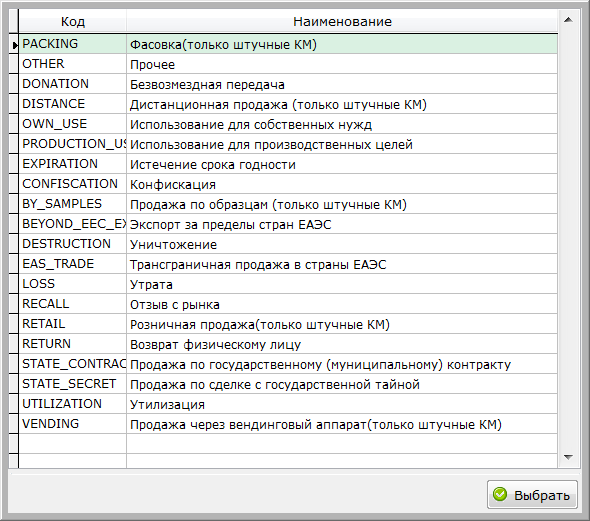 Код Наименование
PACKING Фасовка(только штучные КМ)
OTHER Прочее
DONATION Безвозмездная передача
DISTANCE Дистанционная продажа (только штучные КМ)
OWN_USE Использование для собственных нужд
PRODUCTION_US Использование для производственных целей
EXPIRATION Истечение срока годности
CONFISCATION Конфискация
BY_SAMPLES Продажа по образцам (только штучные КМ)
BEYOND_EEC_EX Экспорт за пределы стран ЕАЭС
DESTRUCTION Уничтожение
EAS_TRADE Трансграничная продажа в страны ЕАЭС
LOSS Утрата
RECALL Отзыв с рынка
RETAIL Розничная продажа(только штучные КМ)
RETURN Возврат физическому лицу
STATE_CONTRAC Продажа по государственному (муниципальному) контракту
STATE_SECRET Продажа по сделке с государственной тайной
UTILIZATION Утилизация
VENDING Продажа через вендинговый аппарат(только штучные КМ)
Выбрать